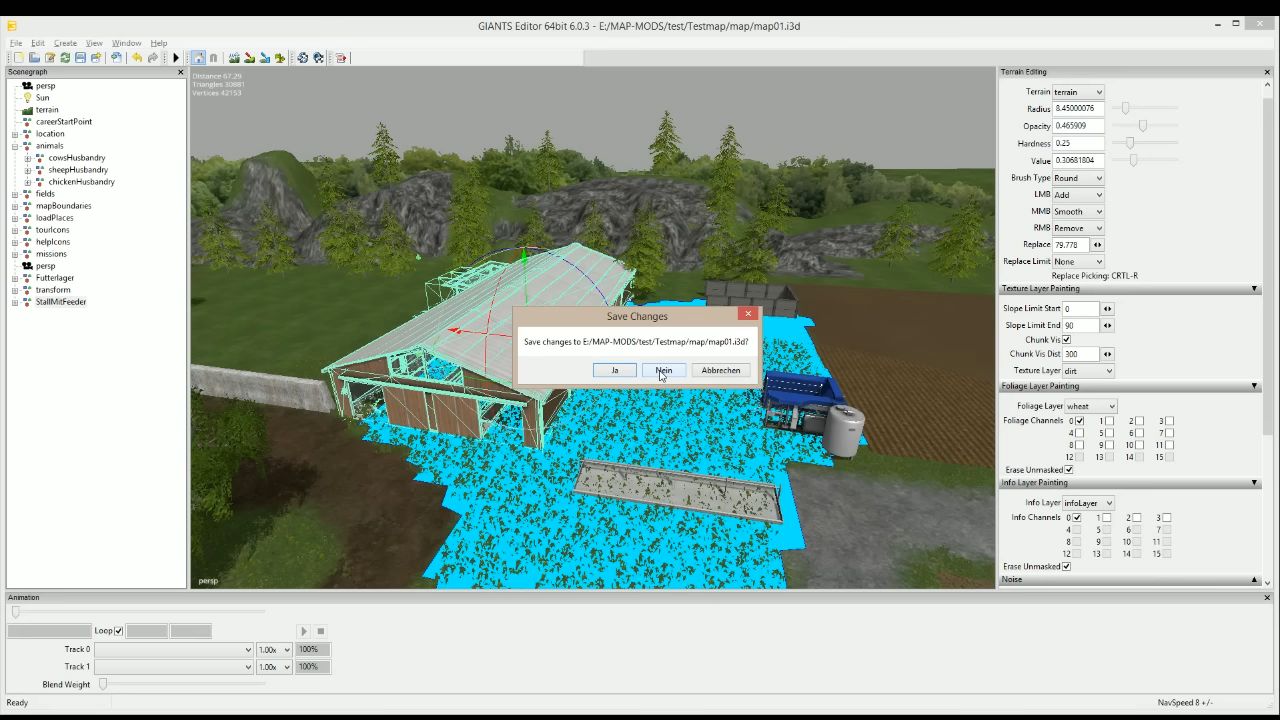 GIANTS Editor 64bit 6.0.3 - E:/MAP-MODS/test/Testmap/map/map01.i3d
File Edit Create View Window Help
Scenegraph
persp
Sun
terrain
careerStartPoint
location
animals
cowsHusbandry
sheepHusbandry
chickenHusbandry
fields
mapBoundaries
loadPlaces
tourIcons
helpIcons
missions
persp
Futterlager
transform
StallMitFeeder
Distance 67.29
Triangles 30881
Vertices 42153
persp
Save Changes
Save changes to E:/MAP-MODS/test/Testmap/map/map01.i3d?
Ja Nein Abbrechen
Terrain Editing
Terrain terrain
Radius 8.45000076
Opacity 0.465909
Hardness 0.25
Value 0.30681804
Brush Type Round
LMB Add
MMB Smooth
RMB Remove
Replace 79.778
Replace Limit None
Replace Picking: CRTL-R
Texture Layer Painting
Slope Limit Start 0
Slope Limit End 90
Chunk Vis
Chunk Vis Dist 300
Texture Layer dirt
Foliage Layer Painting
Foliage Layer wheat
Foliage Channels 0 1 2 3
4 5 6 7
8 9 10 11
12 13 14 15
Erase Unmasked
Info Layer Painting
Info Layer infoLayer
Info Channels 0 1 2 3
4 5 6 7
8 9 10 11
12 13 14 15
Erase Unmasked
Noise
Animation
Loop
Track 0 1.00x 100%
Track 1 1.00x 100%
Blend Weight
Ready NavSpeed 8 +/-